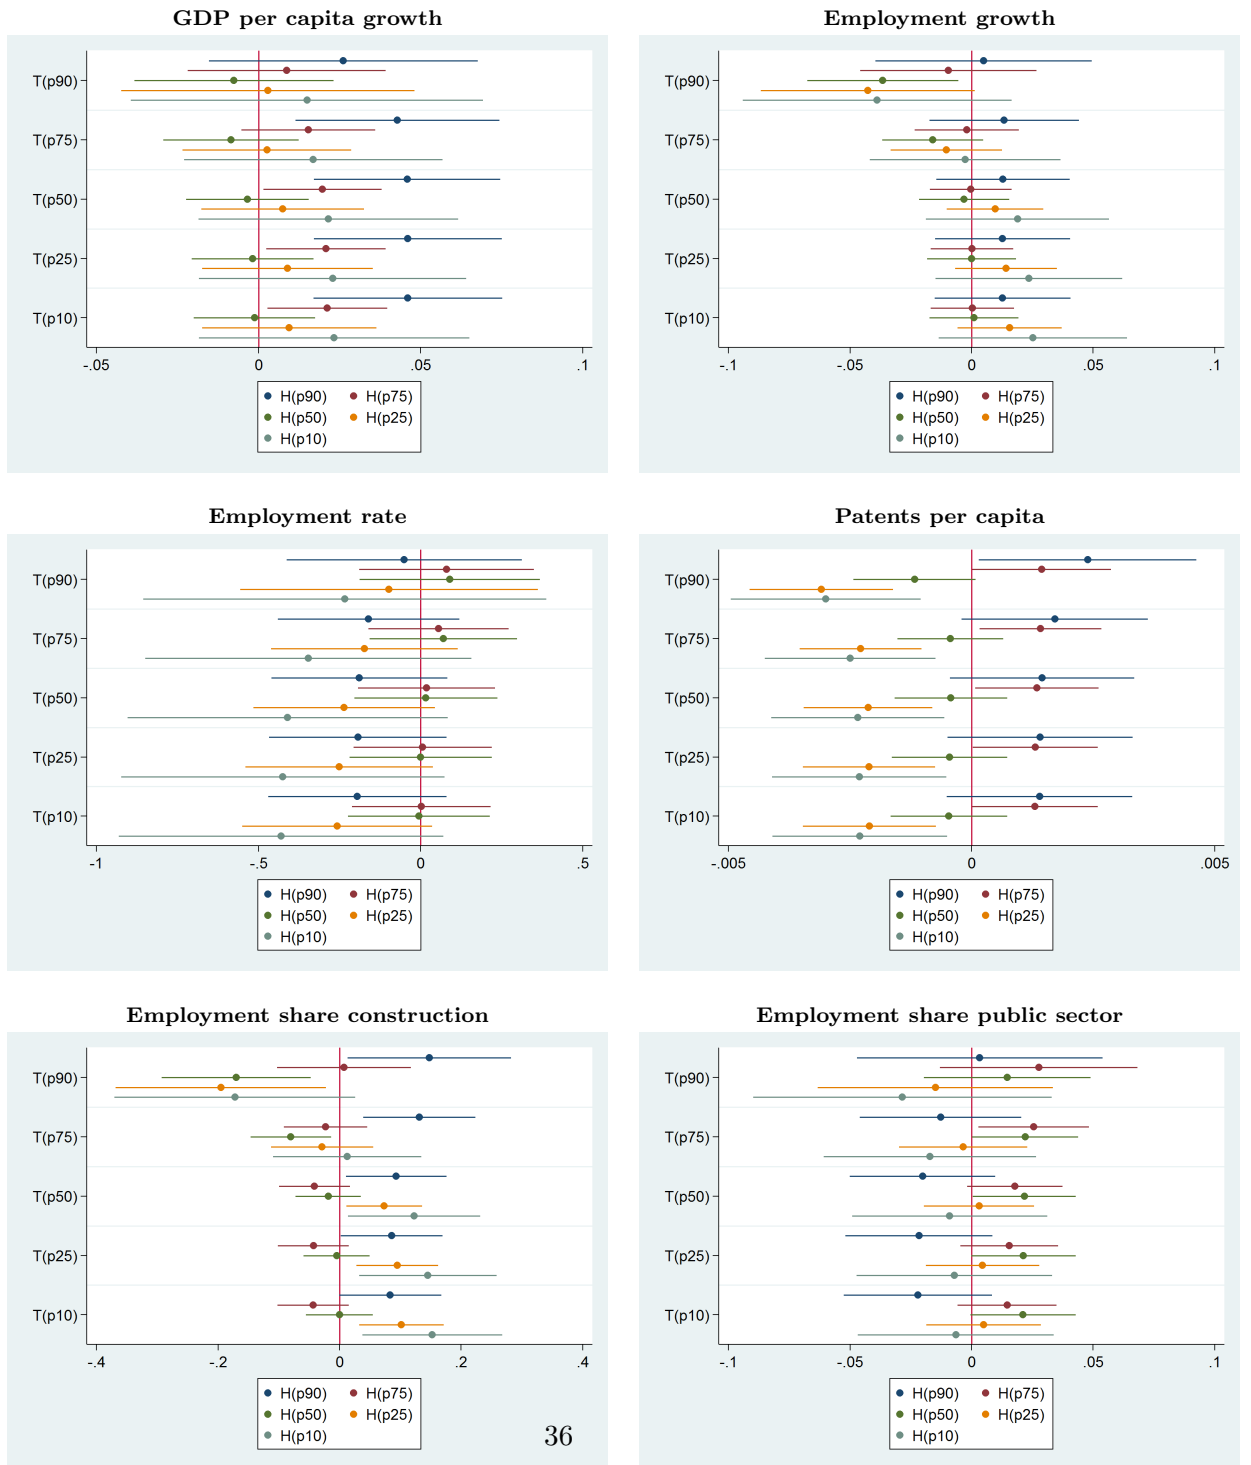 GDP per capita growth
T(p90)
T(p75)
T(p50)
T(p25)
T(p10)
-.05 0 .05 .1
H(p90) H(p75)
H(p50) H(p25)
H(p10)
Employment growth
T(p90)
T(p75)
T(p50)
T(p25)
T(p10)
-.1 -.05 0 .05 .1
H(p90) H(p75)
H(p50) H(p25)
H(p10)
Employment rate
T(p90)
T(p75)
T(p50)
T(p25)
T(p10)
-1 -.5 0 .5
H(p90) H(p75)
H(p50) H(p25)
H(p10)
Patents per capita
T(p90)
T(p75)
T(p50)
T(p25)
T(p10)
-.005 0 .005
H(p90) H(p75)
H(p50) H(p25)
H(p10)
Employment share construction
T(p90)
T(p75)
T(p50)
T(p25)
T(p10)
-.4 -.2 0 .2 .4
H(p90) H(p75)
H(p50) H(p25)
H(p10)
Employment share public sector
T(p90)
T(p75)
T(p50)
T(p25)
T(p10)
-.1 -.05 0 .05 .1
H(p90) H(p75)
H(p50) H(p25)
H(p10)
36